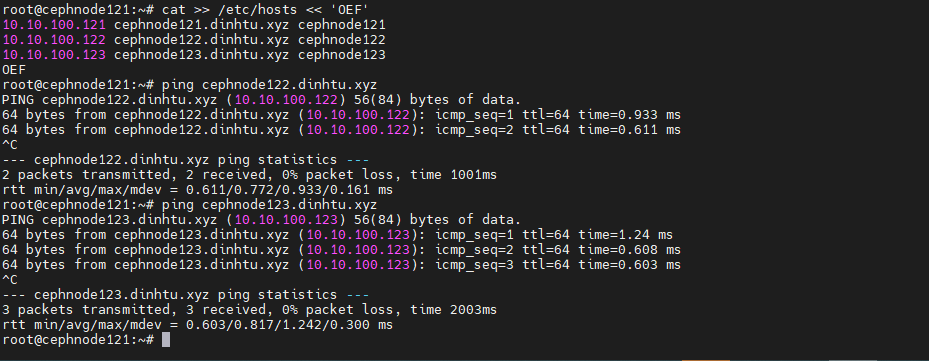 root@cephnode121:~# cat >> /etc/hosts << 'OEF'
10.10.100.121 cephnode121.dinhtu.xyz cephnode121
10.10.100.122 cephnode122.dinhtu.xyz cephnode122
10.10.100.123 cephnode123.dinhtu.xyz cephnode123
OEF
root@cephnode121:~# ping cephnode122.dinhtu.xyz
PING cephnode122.dinhtu.xyz (10.10.100.122) 56(84) bytes of data.
64 bytes from cephnode122.dinhtu.xyz (10.10.100.122): icmp_seq=1 ttl=64 time=0.933 ms
64 bytes from cephnode122.dinhtu.xyz (10.10.100.122): icmp_seq=2 ttl=64 time=0.611 ms
^C
--- cephnode122.dinhtu.xyz ping statistics ---
2 packets transmitted, 2 received, 0% packet loss, time 1001ms
rtt min/avg/max/mdev = 0.611/0.772/0.933/0.161 ms
root@cephnode121:~# ping cephnode123.dinhtu.xyz
PING cephnode123.dinhtu.xyz (10.10.100.123) 56(84) bytes of data.
64 bytes from cephnode123.dinhtu.xyz (10.10.100.123): icmp_seq=1 ttl=64 time=1.24 ms
64 bytes from cephnode123.dinhtu.xyz (10.10.100.123): icmp_seq=2 ttl=64 time=0.608 ms
64 bytes from cephnode123.dinhtu.xyz (10.10.100.123): icmp_seq=3 ttl=64 time=0.603 ms
^C
--- cephnode123.dinhtu.xyz ping statistics ---
3 packets transmitted, 3 received, 0% packet loss, time 2003ms
rtt min/avg/max/mdev = 0.603/0.817/1.242/0.300 ms
root@cephnode121:~#